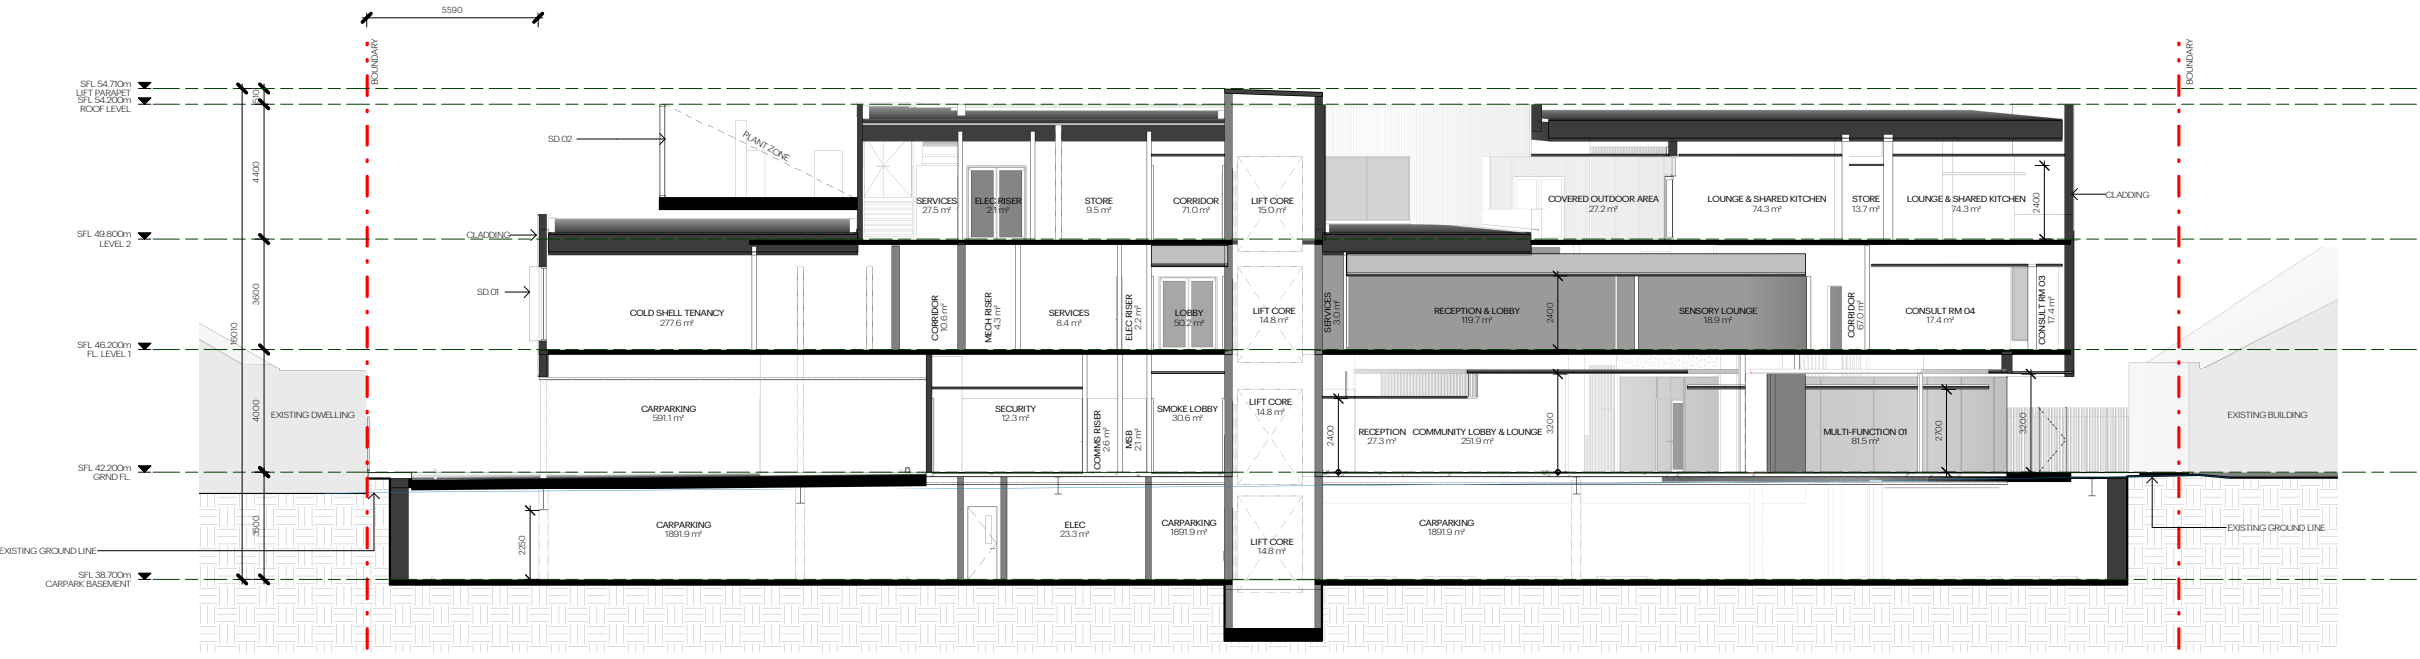 5590
BOUNDARY
BOUNDARY
SFL 54.710m
LIFT PARAPET
SFL 54.200m
ROOF LEVEL
510
SD.02
PLANT ZONE
4400
SERVICES
27.5 m²
ELEC RISER
2.1 m²
STORE
9.5 m²
CORRIDOR
71.0 m²
LIFT CORE
15.0 m²
COVERED OUTDOOR AREA
27.2 m²
LOUNGE & SHARED KITCHEN
74.3 m²
STORE
13.7 m²
LOUNGE & SHARED KITCHEN
74.3 m²
2400
CLADDING
SFL 49.800m
LEVEL 2
CLADDING
SD.01
3600
16010
COLD SHELL TENANCY
277.6 m²
CORRIDOR
10.6 m²
MECH RISER
4.3 m²
SERVICES
8.4 m²
ELEC RISER
2.2 m²
LOBBY
50.2 m²
LIFT CORE
14.8 m²
SERVICES
3.0 m²
RECEPTION & LOBBY
119.7 m²
2400
SENSORY LOUNGE
18.9 m²
CORRIDOR
67.0 m²
CONSULT RM 04
17.4 m²
CONSULT RM 03
17.4 m²
SFL 46.200m
FL. LEVEL 1
EXISTING DWELLING
4000
CARPARKING
591.1 m²
SECURITY
12.3 m²
COMMS RISER
2.6 m²
MSB
2.1 m²
SMOKE LOBBY
30.6 m²
LIFT CORE
14.8 m²
2400
RECEPTION
27.3 m²
COMMUNITY LOBBY & LOUNGE
251.9 m²
3200
MULTI-FUNCTION 01
81.5 m²
2700
3200
EXISTING BUILDING
SFL 42.200m
GRND FL.
3500
2250
CARPARKING
1891.9 m²
ELEC
23.3 m²
CARPARKING
1891.9 m²
LIFT CORE
14.8 m²
CARPARKING
1891.9 m²
EXISTING GROUND LINE
EXISTING GROUND LINE
SFL 38.700m
CARPARK BASEMENT